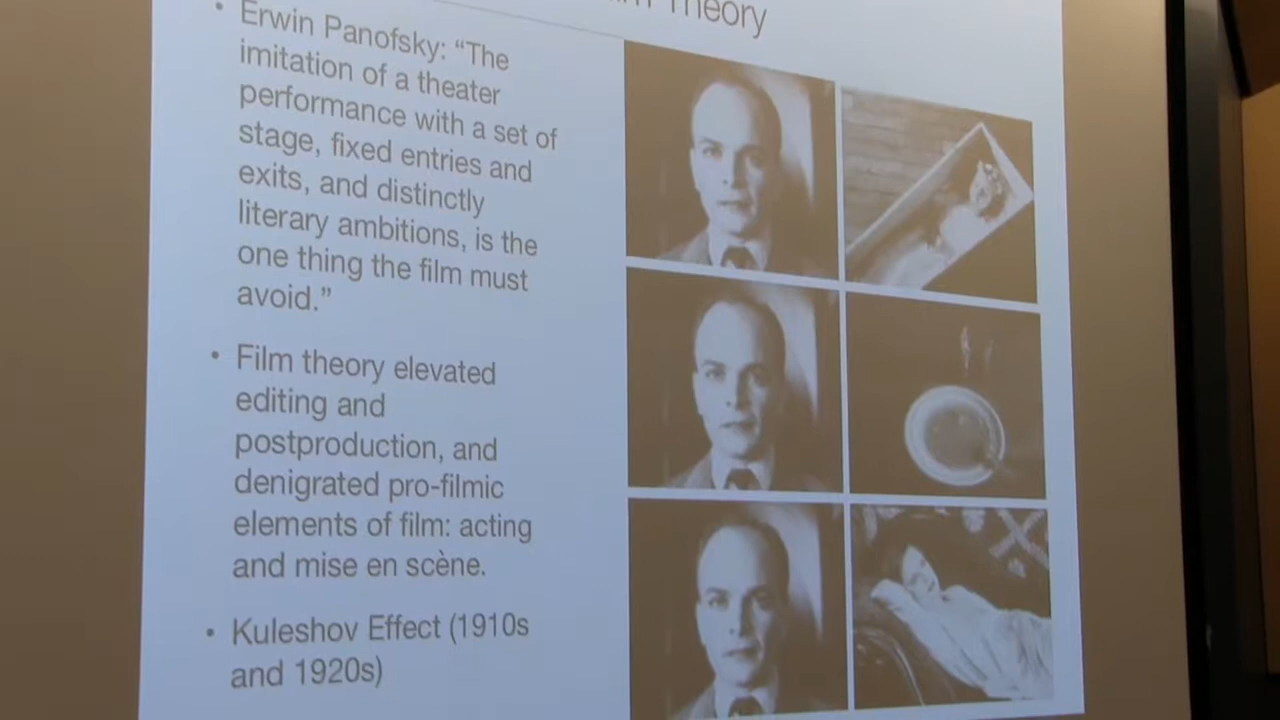 Theory
• Erwin Panofsky: “The
imitation of a theater
performance with a set of
stage, fixed entries and
exits, and distinctly
literary ambitions, is the
one thing the film must
avoid.”
• Film theory elevated
editing and
postproduction, and
denigrated pro-filmic
elements of film: acting
and mise en scène.
• Kuleshov Effect (1910s
and 1920s)